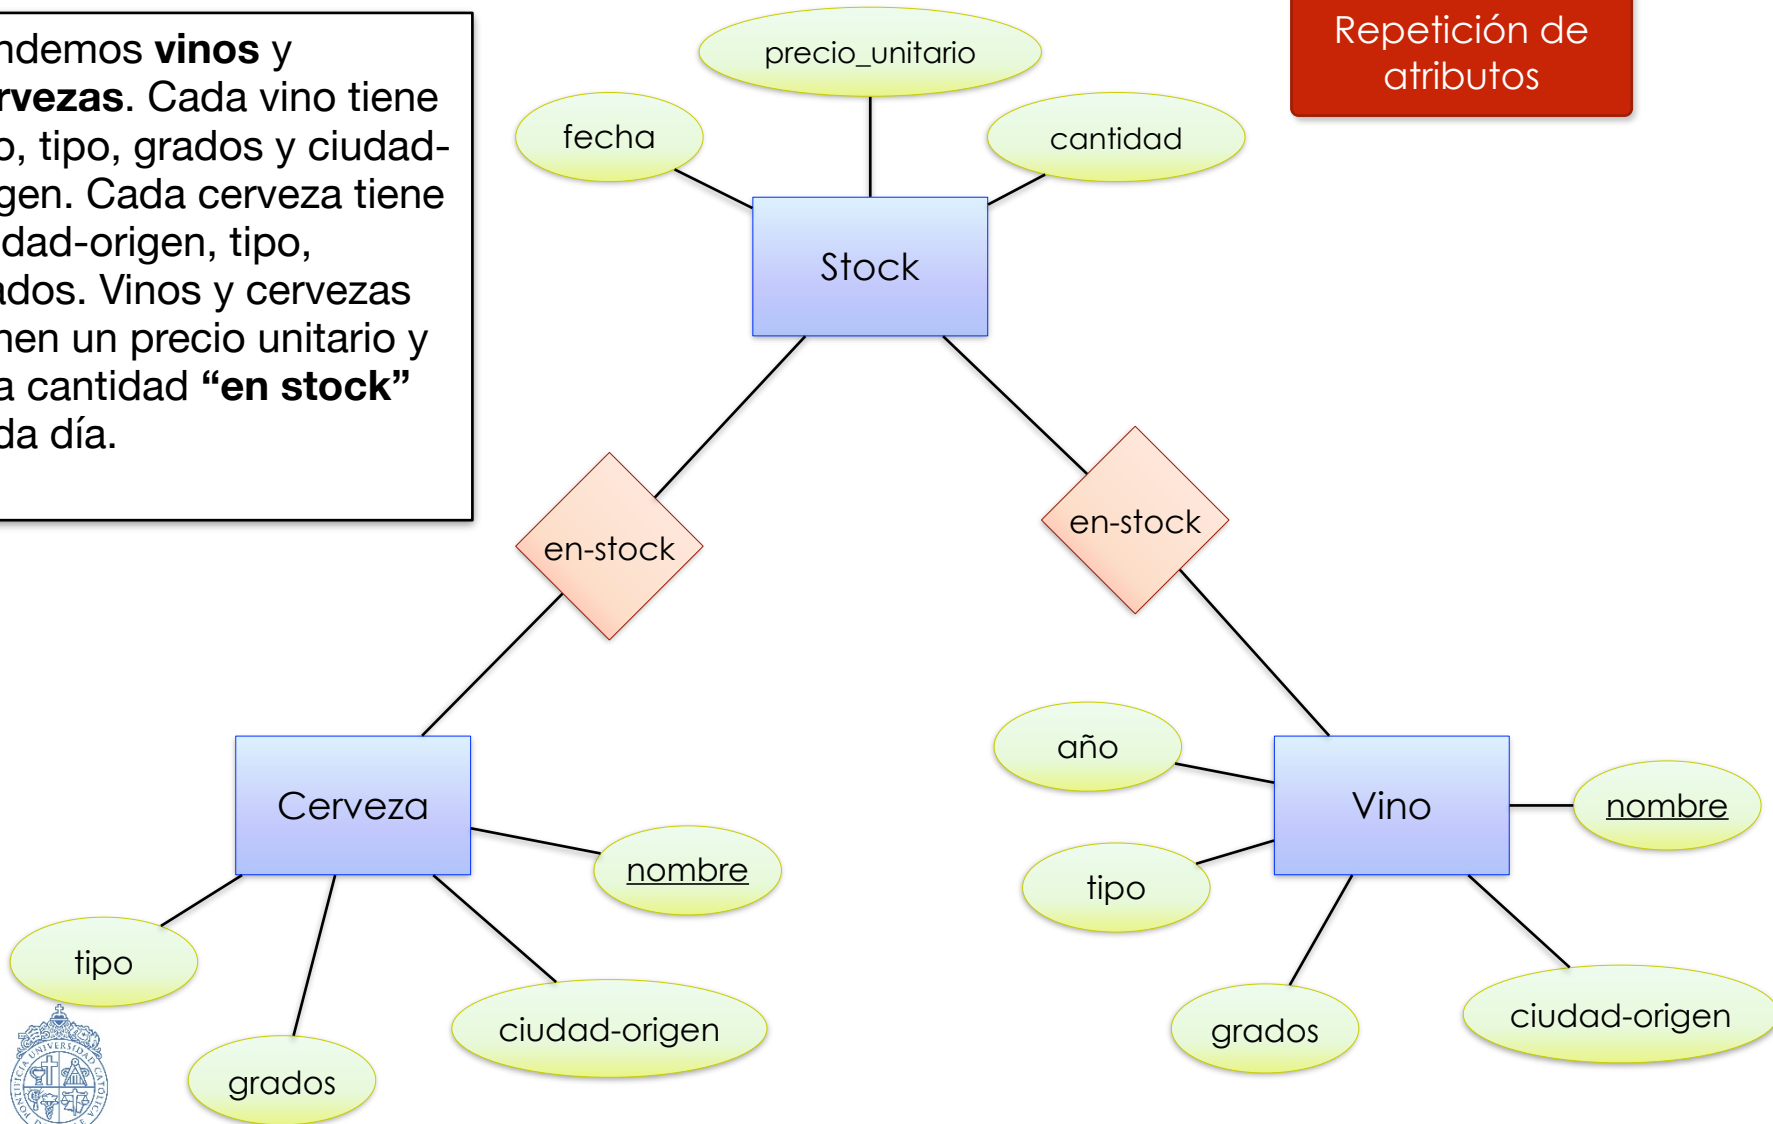 ndemos vinos y
rvezas. Cada vino tiene
o, tipo, grados y ciudad-
gen. Cada cerveza tiene
dad-origen, tipo,
ados. Vinos y cervezas
nen un precio unitario y
a cantidad “en stock”
da día.
Repetición de
atributos
precio_unitario
fecha
cantidad
Stock
en-stock
en-stock
Cerveza
nombre
tipo
grados
ciudad-origen
Vino
año
nombre
tipo
grados
ciudad-origen